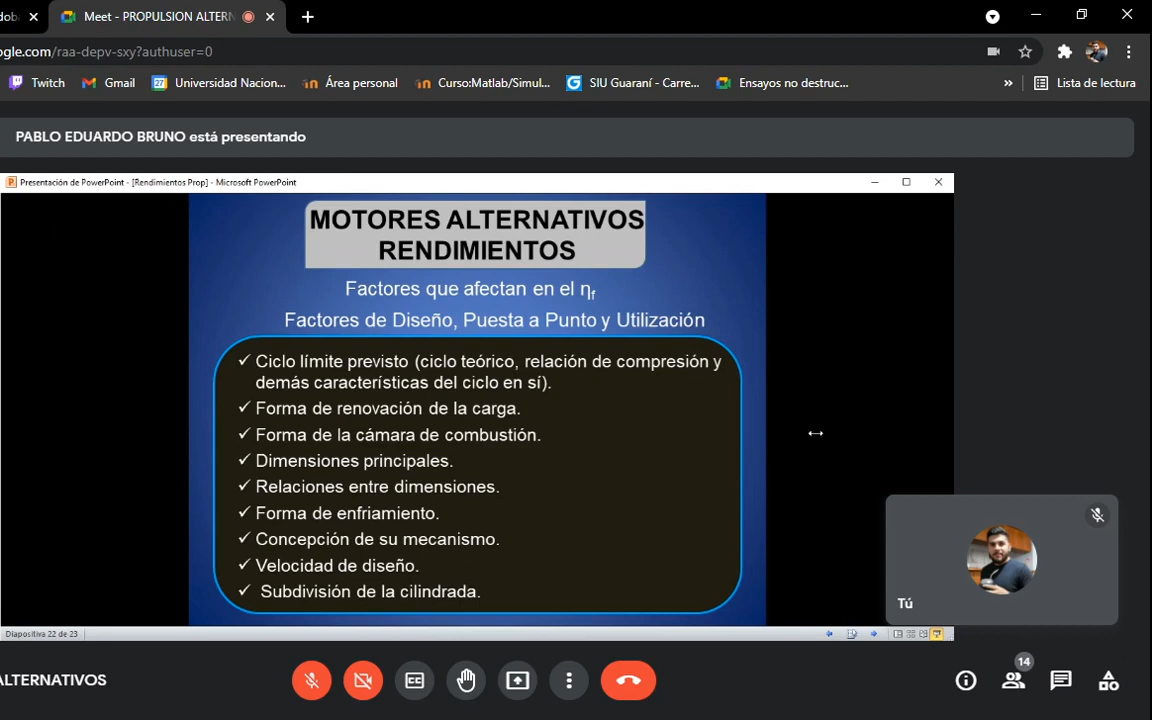 Meet - PROPULSION ALTERN
ogle.com/raa-depv-sxy?authuser=0
Twitch
Gmail
27 Universidad Nacion...
Área personal
Curso:Matlab/Simul...
SIU Guaraní - Carre...
Ensayos no destruc...
»
Lista de lectura
PABLO EDUARDO BRUNO está presentando
Presentación de PowerPoint - [Rendimientos Prop] - Microsoft PowerPoint
MOTORES ALTERNATIVOS
RENDIMIENTOS
Factores que afectan en el ηf
Factores de Diseño, Puesta a Punto y Utilización
✓ Ciclo límite previsto (ciclo teórico, relación de compresión y
demás características del ciclo en sí).
✓ Forma de renovación de la carga.
✓ Forma de la cámara de combustión.
✓ Dimensiones principales.
✓ Relaciones entre dimensiones.
✓ Forma de enfriamiento.
✓ Concepción de su mecanismo.
✓ Velocidad de diseño.
✓ Subdivisión de la cilindrada.
Tú
Diapositiva 22 de 23
ALTERNATIVOS
CC
14